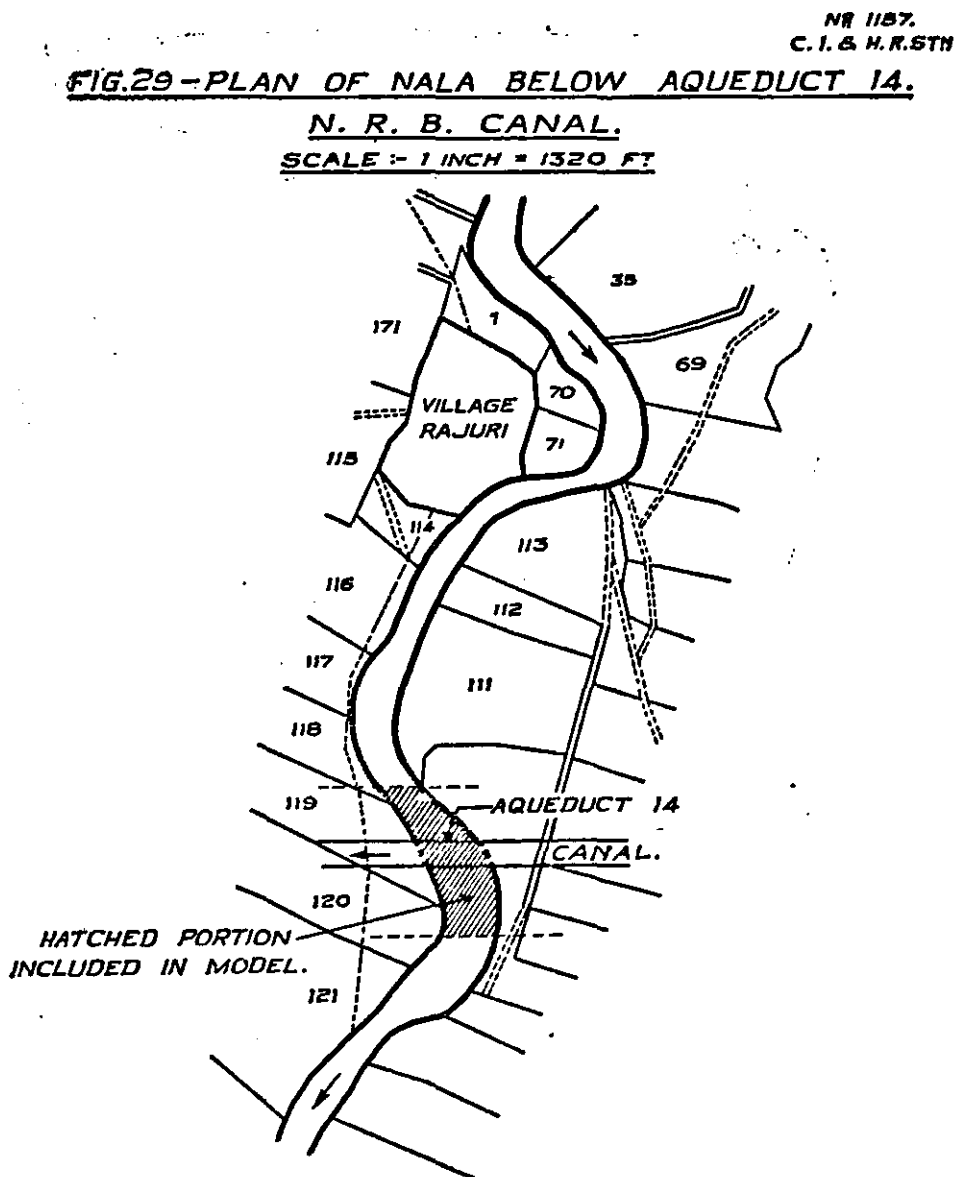 NR 1187.
C. I. & H. R. STN
FIG. 29 - PLAN OF NALA BELOW AQUEDUCT 14.
N. R. B. CANAL.
SCALE :- 1 INCH = 1320 FT
35
171
1
69
70
VILLAGE
RAJURI
71
115
114
113
116
112
117
111
118
119
AQUEDUCT 14
CANAL.
120
HATCHED PORTION
INCLUDED IN MODEL.
121